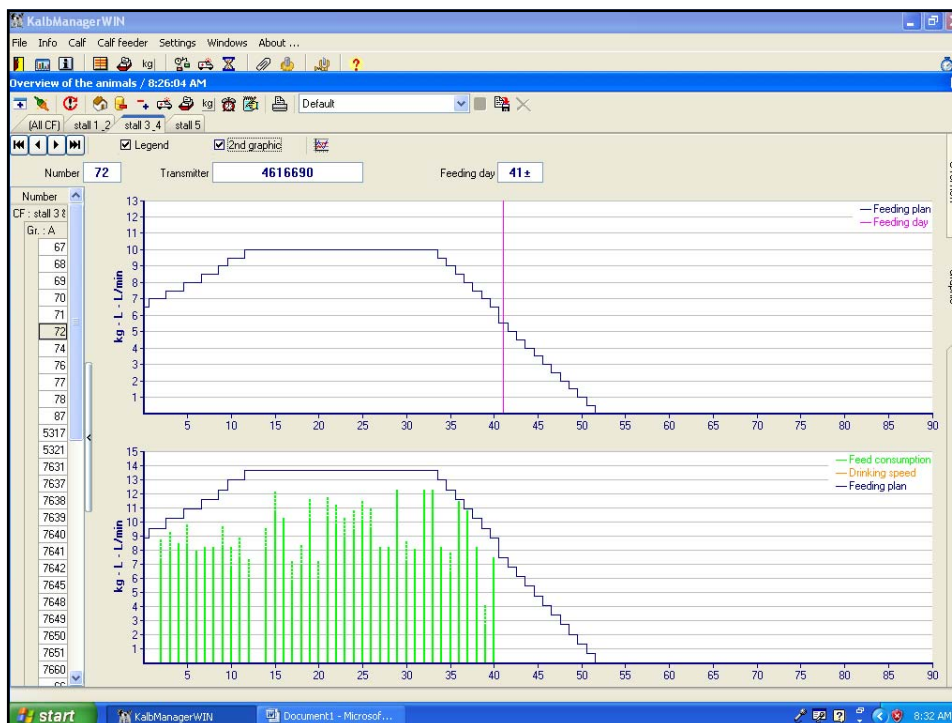 KalbManagerWIN
File Info Calf Calf feeder Settings Windows About ...
kg
Overview of the animals / 8:26:04 AM
kg Default
(All CF) stall 1_2 stall 3_4 stall 5
Legend 2nd graphic
Number 72 Transmitter 4616690 Feeding day 41±
Number
CF : stall 3 &
Gr. : A
67
68
69
70
71
72
74
76
77
78
87
5317
5321
7631
7637
7638
7639
7640
7641
7642
7645
7648
7649
7650
7651
7660
Feeding plan
Feeding day
kg - L - L/min
13
12
11
10
9
8
7
6
5
4
3
2
1
5 10 15 20 25 30 35 40 45 50 55 60 65 70 75 80 85 90
Feed consumption
Drinking speed
Feeding plan
kg - L - L/min
15
14
13
12
11
10
9
8
7
6
5
4
3
2
1
5 10 15 20 25 30 35 40 45 50 55 60 65 70 75 80 85 90
start KalbManagerWIN Document1 - Microsof... 8:32 AM